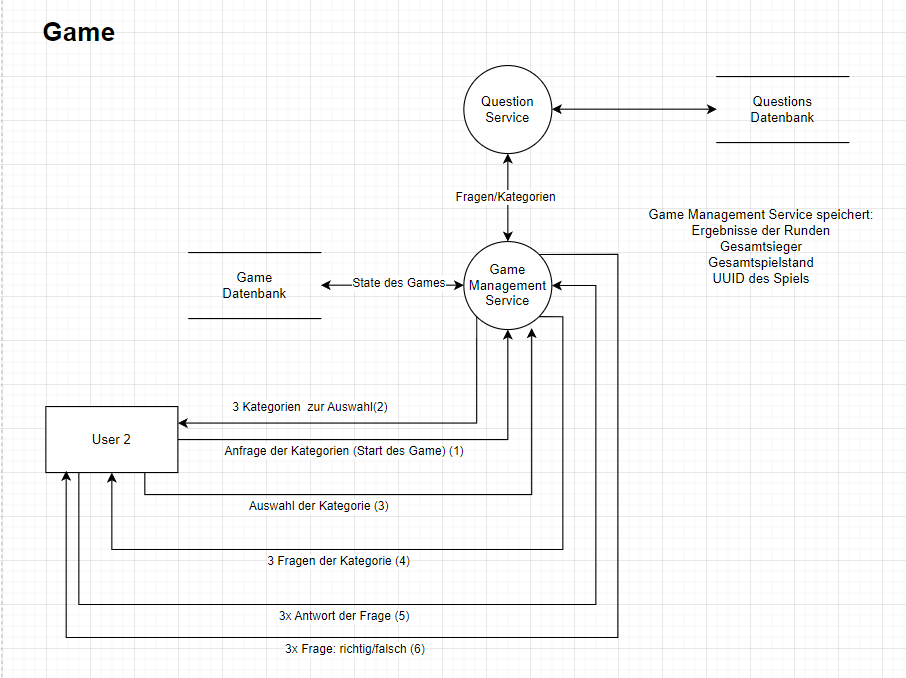 Game
Question
Service
Questions
Datenbank
Fragen/Kategorien
Game Management Service speichert:
Ergebnisse der Runden
Gesamtsieger
Gesamtspielstand
UUID des Spiels
Game
Datenbank
State des Games
Game
Management
Service
3 Kategorien  zur Auswahl(2)
User 2
Anfrage der Kategorien (Start des Game) (1)
Auswahl der Kategorie (3)
3 Fragen der Kategorie (4)
3x Antwort der Frage (5)
3x Frage: richtig/falsch (6)